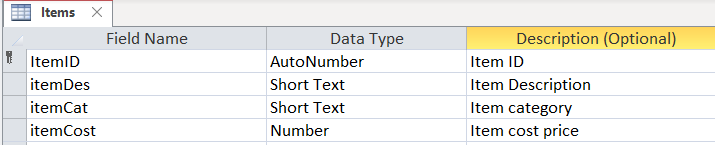 Items
Field Name Data Type Description (Optional)
ItemID AutoNumber Item ID
itemDes Short Text Item Description
itemCat Short Text Item category
itemCost Number Item cost price